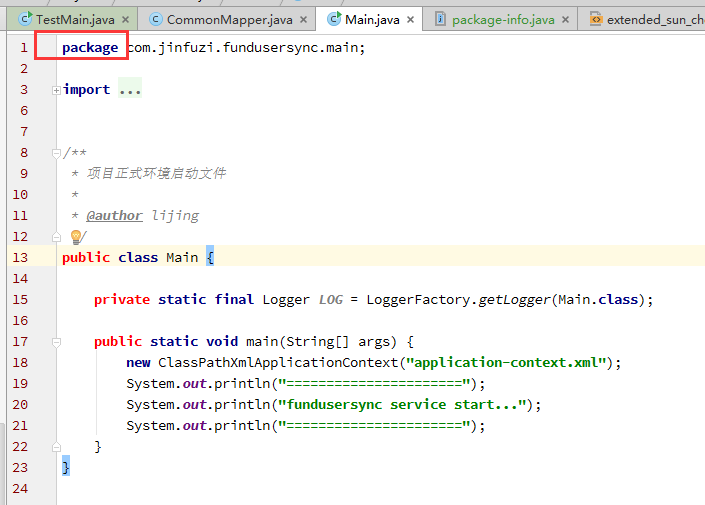 TestMain.java × CommonMapper.java × Main.java × package-info.java × extended_sun_che
1 package com.jinfuzi.fundusersync.main;
2
3 import ...
6
7
8 /**
9 * 项目正式环境启动文件
10 *
11 * @author lijing
12 */
13 public class Main {
14
15 private static final Logger LOG = LoggerFactory.getLogger(Main.class);
16
17 public static void main(String[] args) {
18 new ClassPathXmlApplicationContext("application-context.xml");
19 System.out.println("======================");
20 System.out.println("fundusersync service start...");
21 System.out.println("======================");
22 }
23 }
24